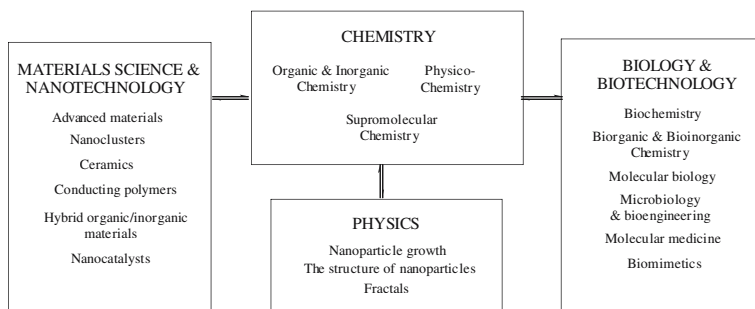 MATERIALS SCIENCE &
NANOTECHNOLOGY
Advanced materials
Nanoclusters
Ceramics
Conducting polymers
Hybrid organic/inorganic
materials
Nanocatalysts
CHEMISTRY
Organic & Inorganic
Chemistry
Physico-
Chemistry
Supromolecular
Chemistry
PHYSICS
Nanoparticle growth
The structure of nanoparticles
Fractals
BIOLOGY &
BIOTECHNOLOGY
Biochemistry
Biorganic & Bioinorganic
Chemistry
Molecular biology
Microbiology
& bioengineering
Molecular medicine
Biomimetics